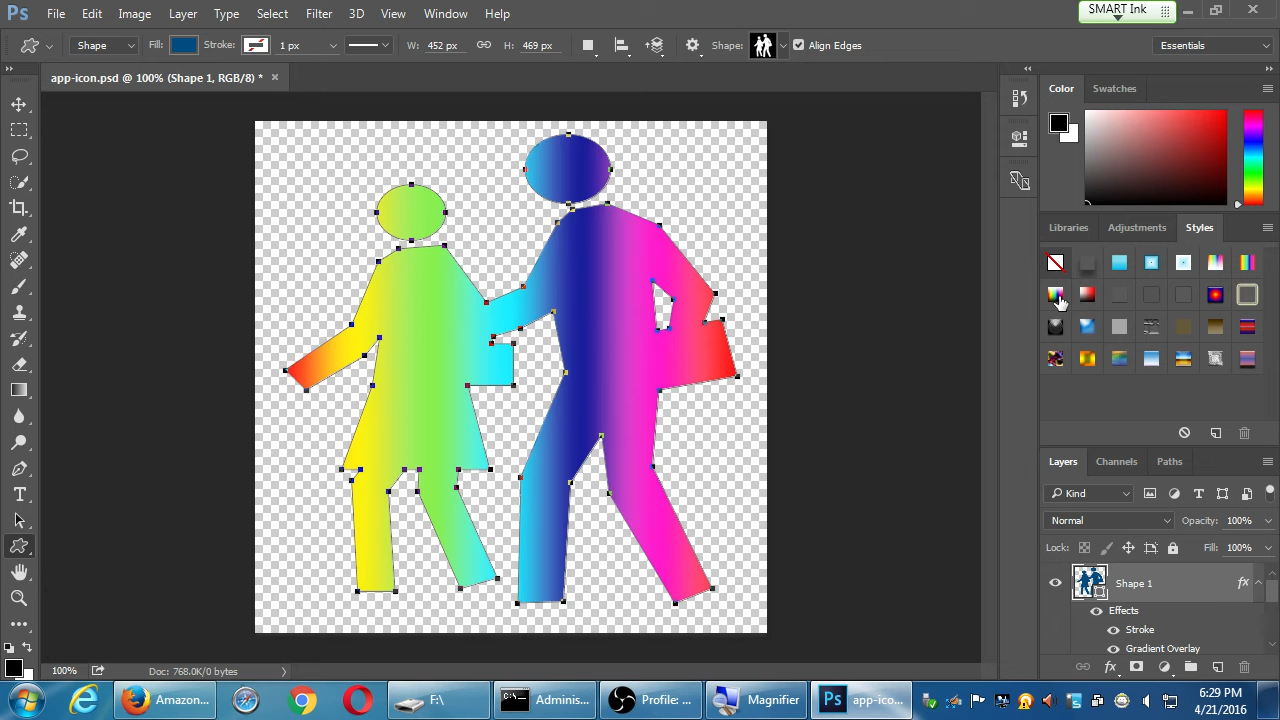 Ps File Edit Image Layer Type Select Filter 3D View Window Help
SMART Ink
Shape Fill: Stroke: 1 px W: 452 px H: 469 px Shape: Align Edges Essentials
app-icon.psd @ 100% (Shape 1, RGB/8) *
Color Swatches
Libraries Adjustments Styles
Layers Channels Paths
Kind
Normal Opacity: 100%
Lock: Fill: 100%
Shape 1 fx
Effects
Stroke
Gradient Overlay
100% Doc: 768.0K/0 bytes
fx
Amazon... F:\ Adminis... Profile: ... Magnifier Ps app-ico...
6:29 PM
4/21/2016